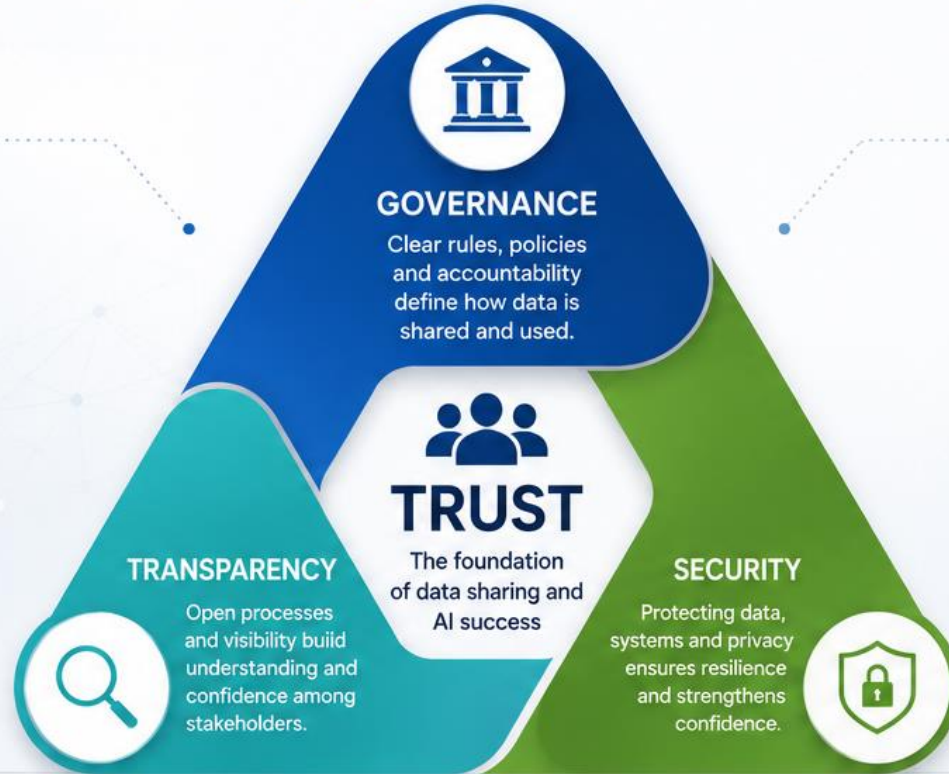 GOVERNANCE
Clear rules, policies
and accountability
define how data is
shared and used.
TRUST
The foundation
of data sharing and
AI success
TRANSPARENCY
Open processes
and visibility build
understanding and
confidence among
stakeholders.
SECURITY
Protecting data,
systems and privacy
ensures resilience
and strengthens
confidence.